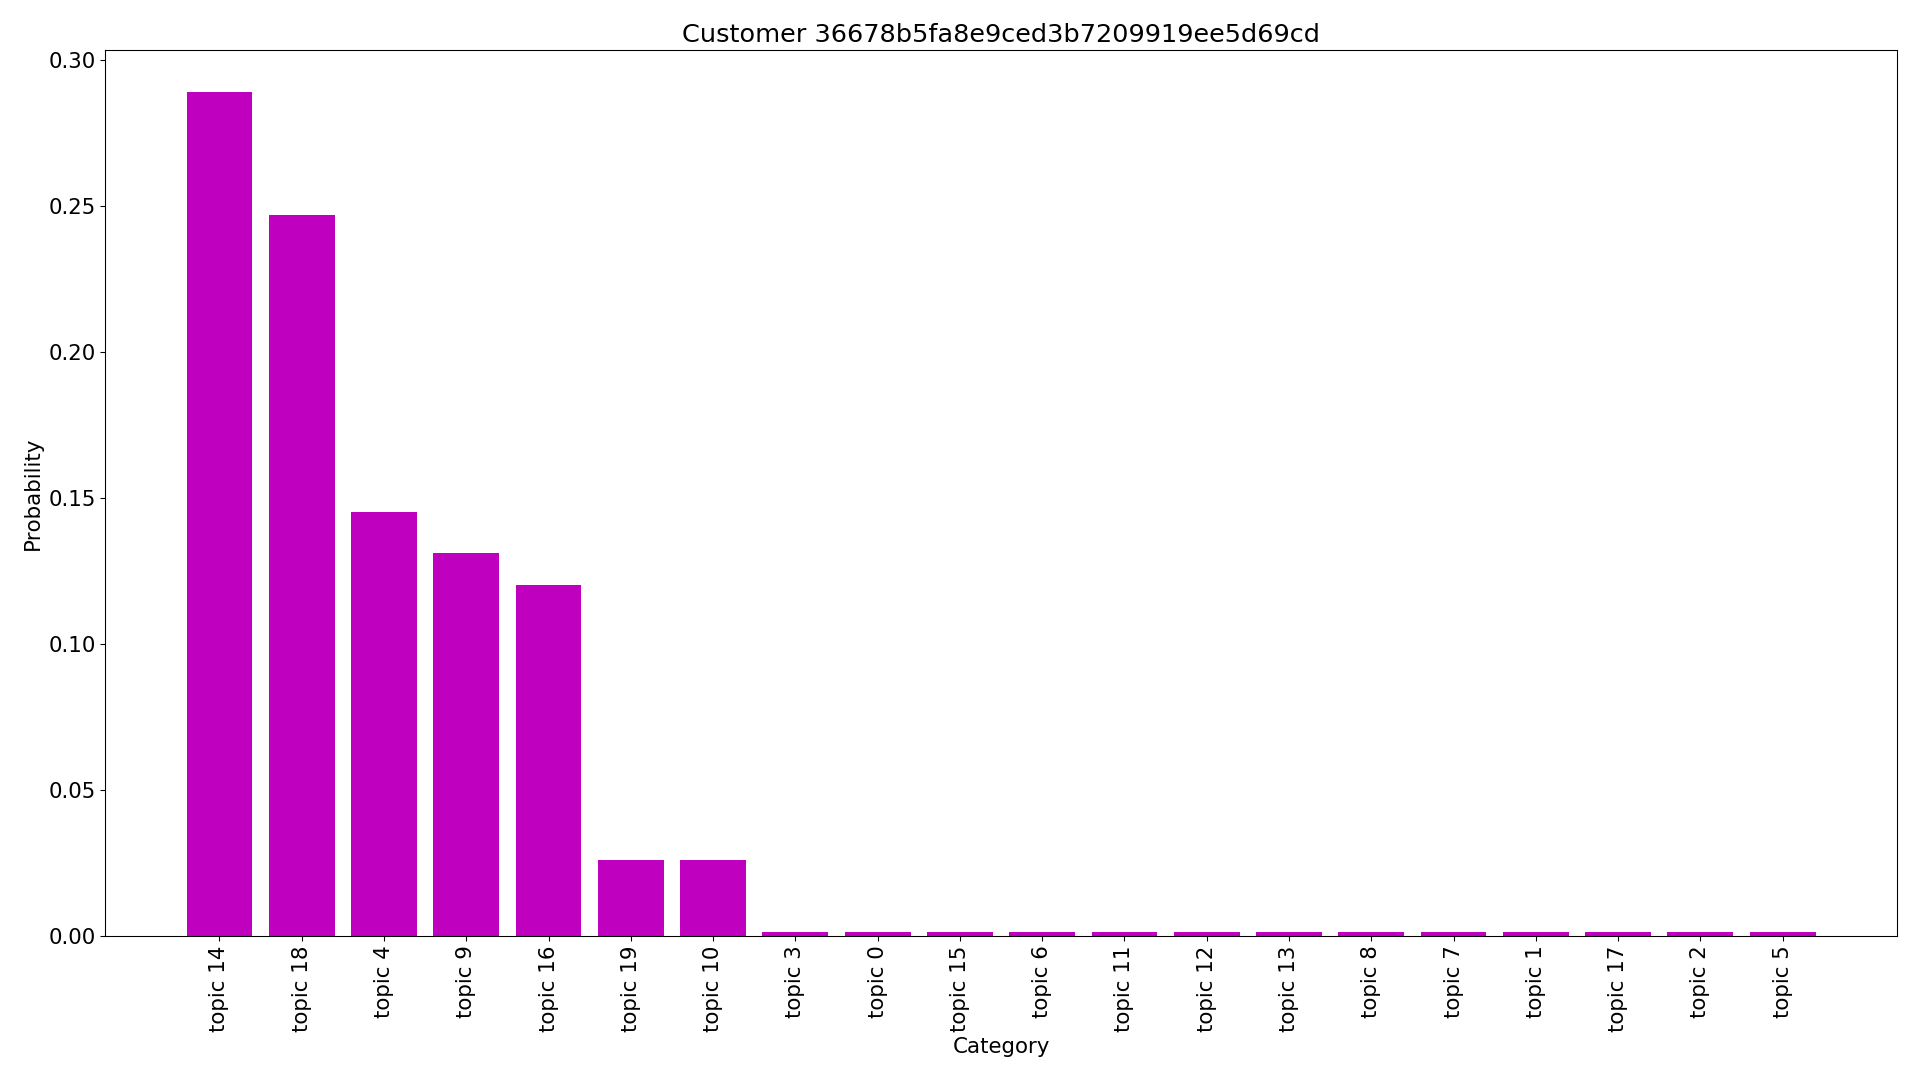 Customer 36678b5fa8e9ced3b7209919ee5d69cd
0.30
0.25
0.20
0.15
0.10
0.05
0.00
Probability
topic 14
topic 18
topic 4
topic 9
topic 16
topic 19
topic 10
topic 3
topic 0
topic 15
topic 6
topic 11
topic 12
topic 13
topic 8
topic 7
topic 1
topic 17
topic 2
topic 5
Category